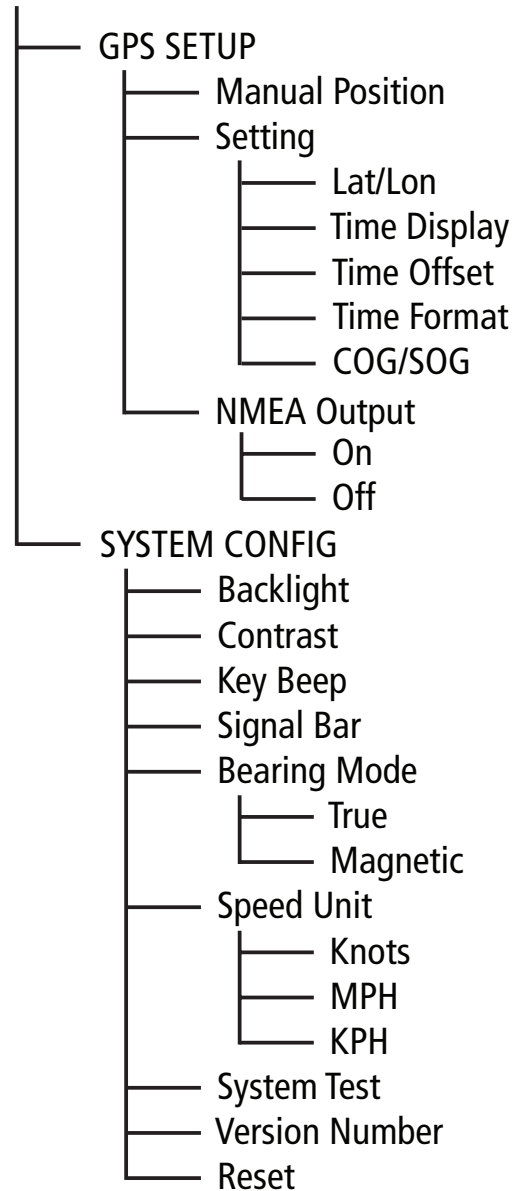 GPS SETUP
Manual Position
Setting
Lat/Lon
Time Display
Time Offset
Time Format
COG/SOG
NMEA Output
On
Off
SYSTEM CONFIG
Backlight
Contrast
Key Beep
Signal Bar
Bearing Mode
True
Magnetic
Speed Unit
Knots
MPH
KPH
System Test
Version Number
Reset